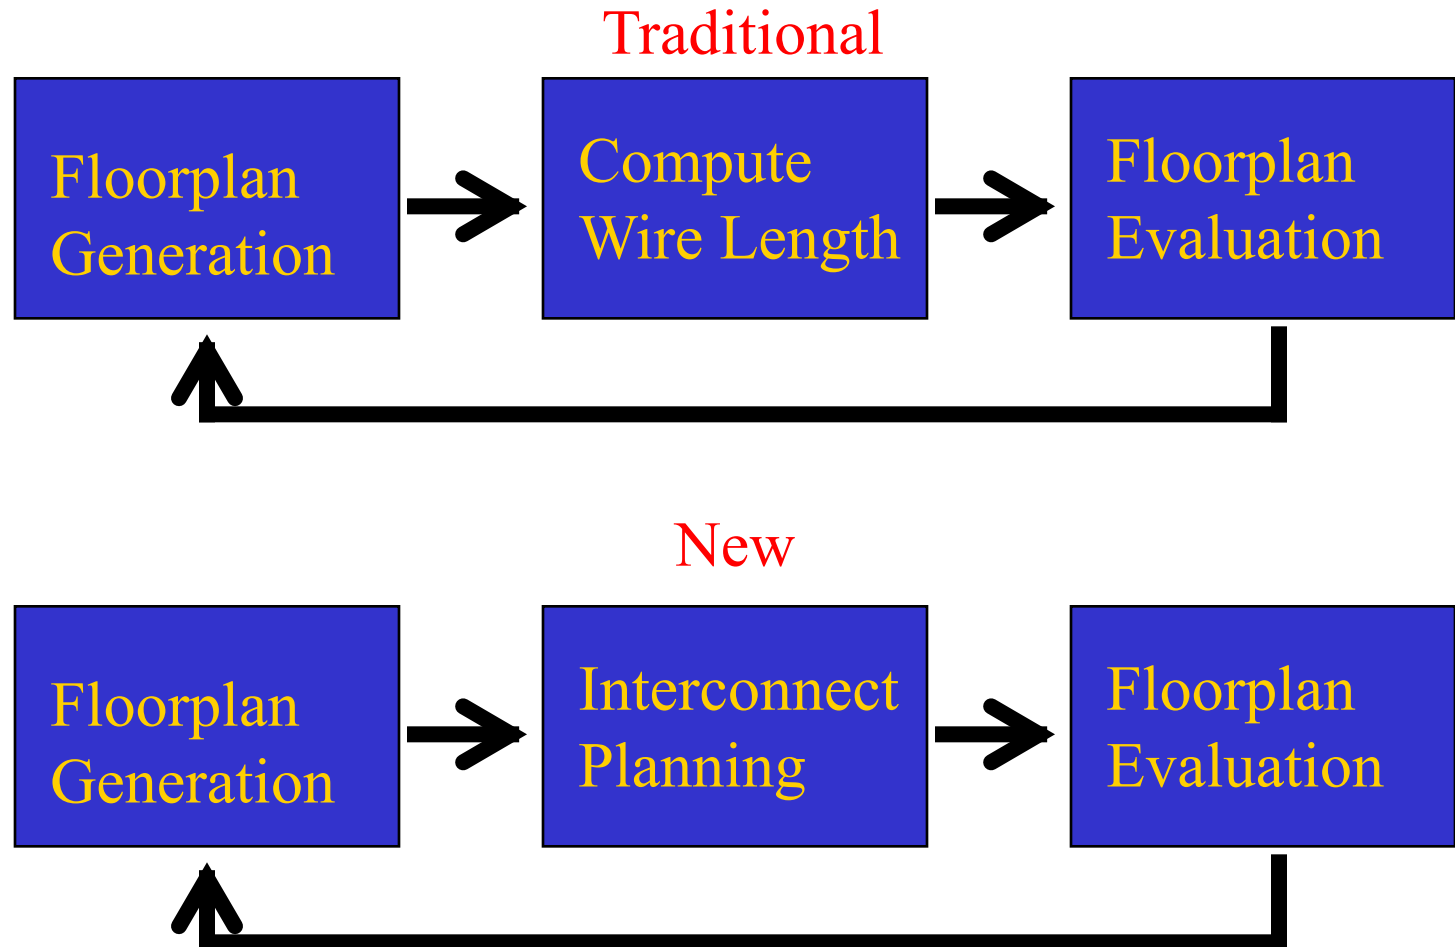 Traditional
Floorplan
Generation
Compute
Wire Length
Floorplan
Evaluation
New
Floorplan
Generation
Interconnect
Planning
Floorplan
Evaluation